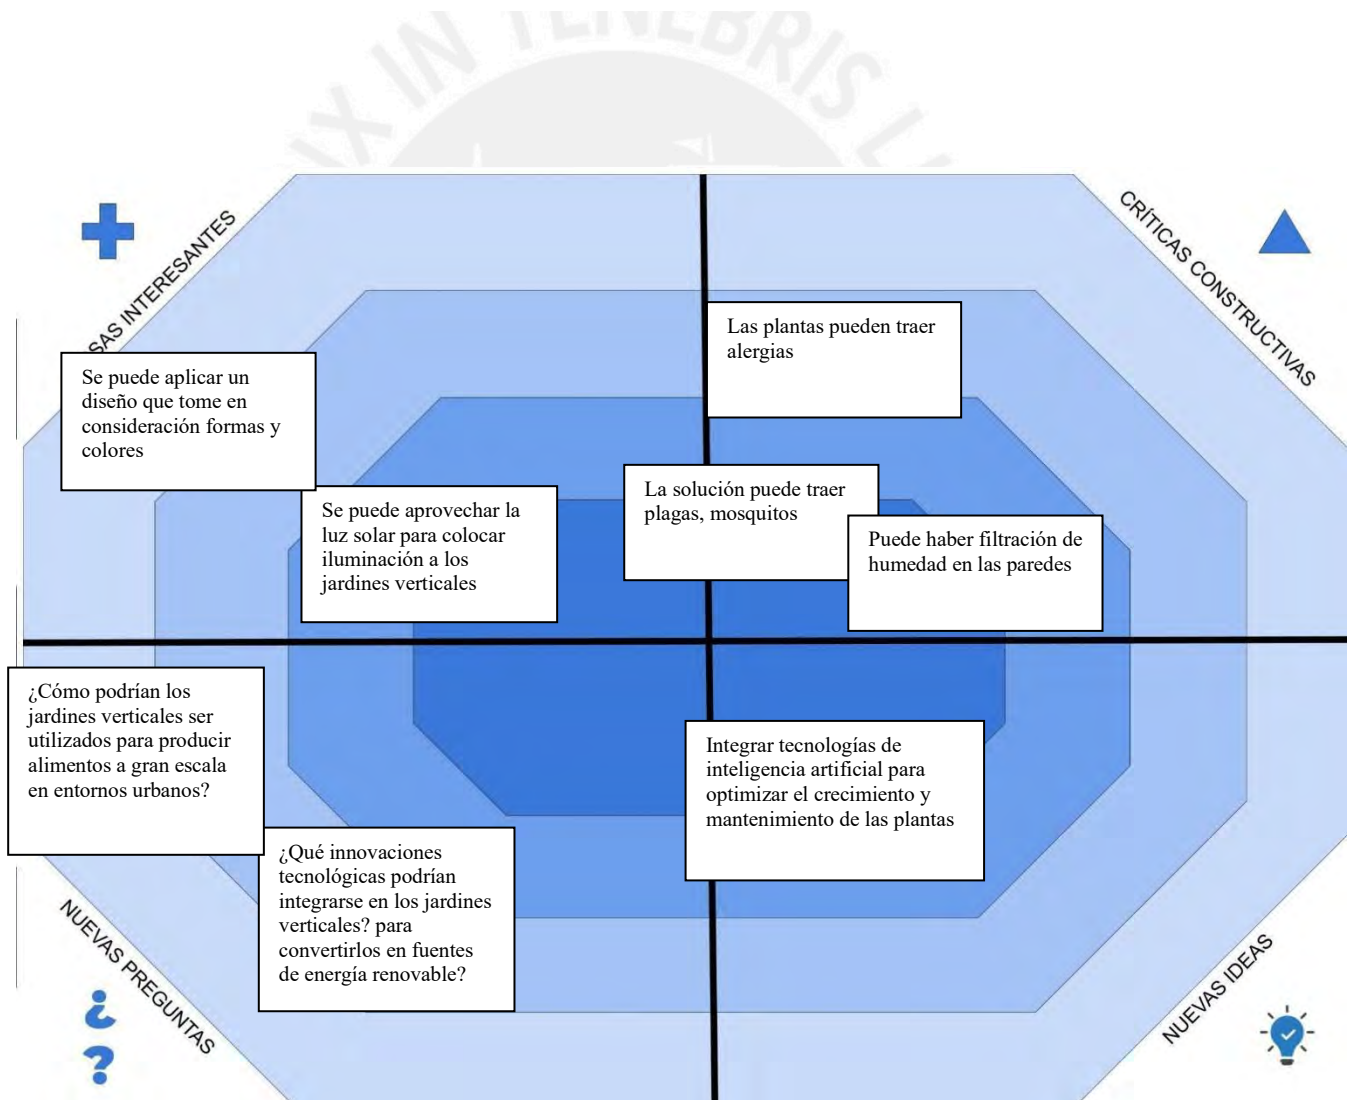 IX IN TENEBRIS L
SAS INTERESANTES
CRÍTICAS CONSTRUCTIVAS
Se puede aplicar un
diseño que tome en
consideración formas y
colores
Se puede aprovechar la
luz solar para colocar
iluminación a los
jardines verticales
Las plantas pueden traer
alergias
La solución puede traer
plagas, mosquitos
Puede haber filtración de
humedad en las paredes
¿Cómo podrían los
jardines verticales ser
utilizados para producir
alimentos a gran escala
en entornos urbanos?
¿Qué innovaciones
tecnológicas podrían
integrarse en los jardines
verticales? para
convertirlos en fuentes
de energía renovable?
Integrar tecnologías de
inteligencia artificial para
optimizar el crecimiento y
mantenimiento de las plantas
NUEVAS PREGUNTAS
¿
?
NUEVAS IDEAS